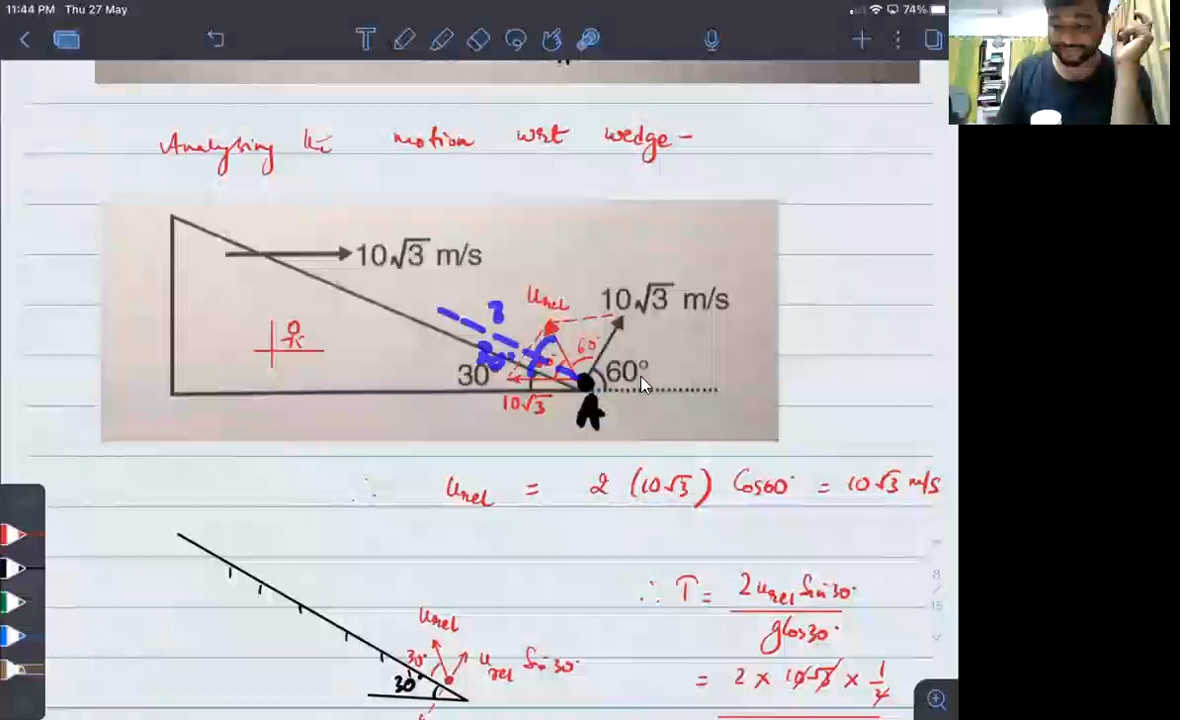 11:44 PM Thu 27 May
74%
T
Analysing the motion wrt wedge-
10√3 m/s
urel
10√3 m/s
60°
30
60°
10√3
A
∴ urel = 2 (10√3) Cos60° = 10√3 m/s
∴ T = 2urel Sin30° / gCos30°
urel
30°
urel Sin30°
30°
= 2 × 10√3 × 1/2